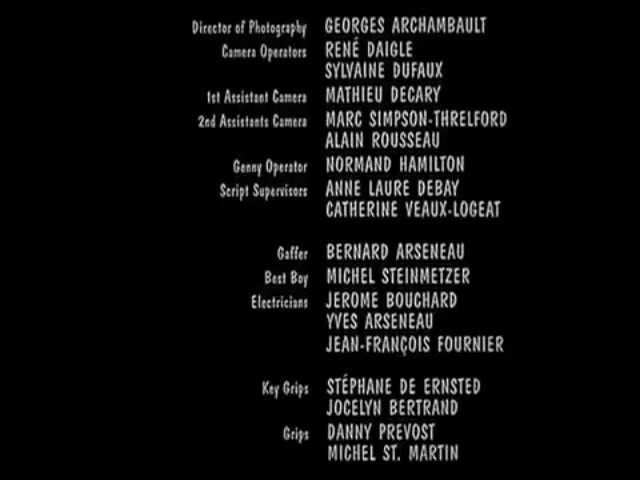 Director of Photography GEORGES ARCHAMBAULT
Camera Operators RENÉ DAIGLE
SYLVAINE DUFAUX
1st Assistant Camera MATHIEU DECARY
2nd Assistants Camera MARC SIMPSON-THRELFORD
ALAIN ROUSSEAU
Genny Operator NORMAND HAMILTON
Script Supervisors ANNE LAURE DEBAY
CATHERINE VEAUX-LOGEAT
Gaffer BERNARD ARSENEAU
Best Boy MICHEL STEINMETZER
Electricians JEROME BOUCHARD
YVES ARSENEAU
JEAN-FRANÇOIS FOURNIER
Key Grips STÉPHANE DE ERNSTED
JOCELYN BERTRAND
Grips DANNY PREVOST
MICHEL ST. MARTIN